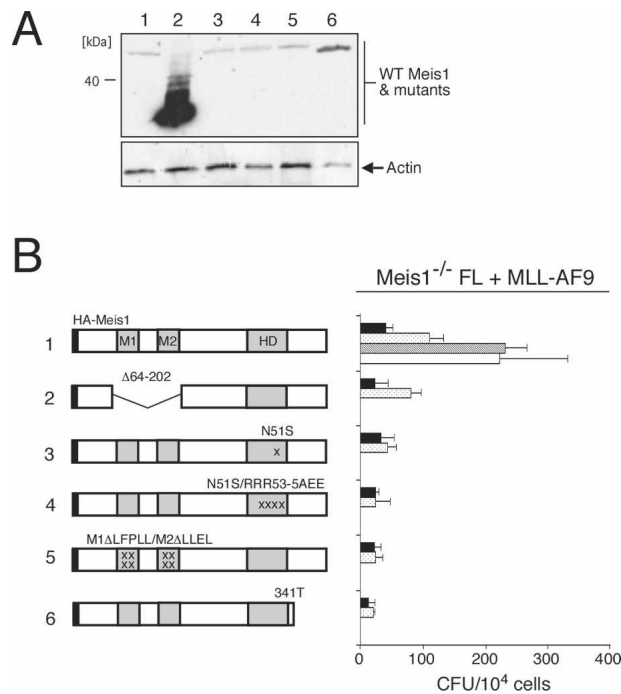 A
1 2 3 4 5 6
[kDa]
40
WT Meis1
& mutants
Actin
B
Meis1-/- FL + MLL-AF9
HA-Meis1
1 M1 M2 HD
Δ64-202
2
N51S
3 x
N51S/RRR53-5AEE
4 xxxx
M1ΔLFPLL/M2ΔLLEL
5 xx xx
xx xx
341T
6
0 100 200 300 400
CFU/10⁴ cells